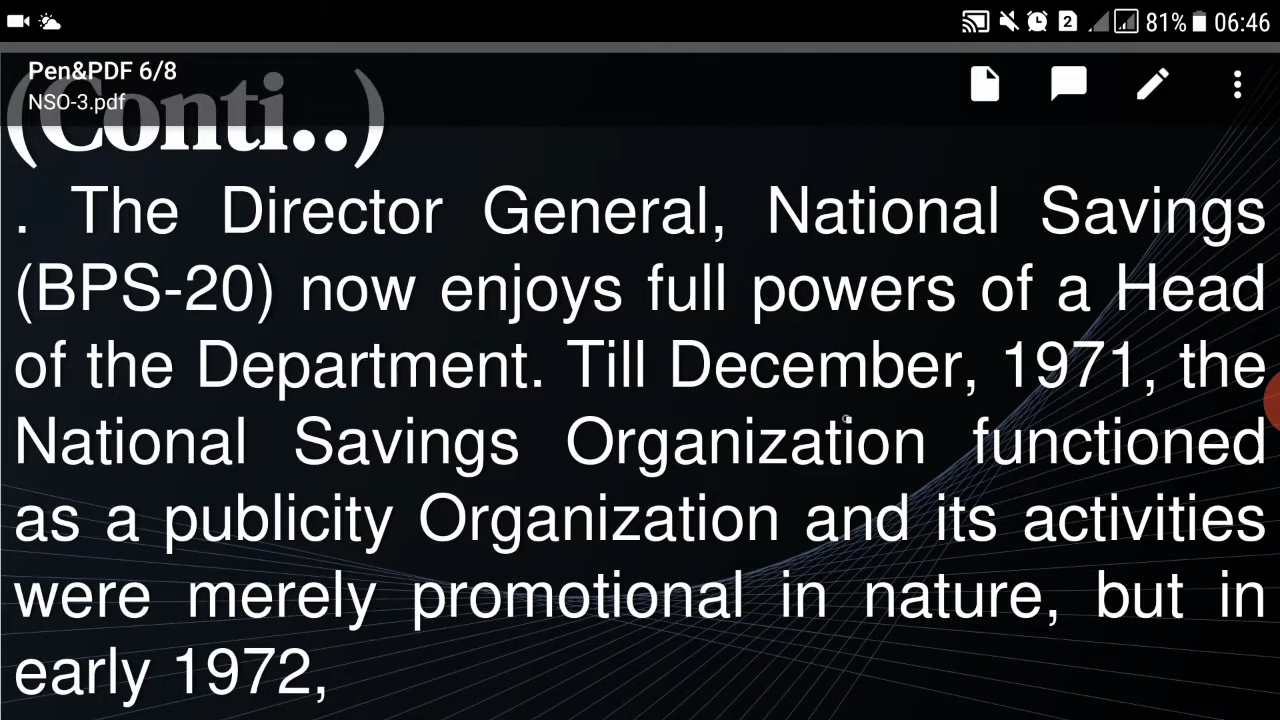 2 81% 06:46
Pen&PDF 6/8
NSO-3.pdf
(Conti..)
. The Director General, National Savings
(BPS-20) now enjoys full powers of a Head
of the Department. Till December, 1971, the
National Savings Organization functioned
as a publicity Organization and its activities
were merely promotional in nature, but in
early 1972,